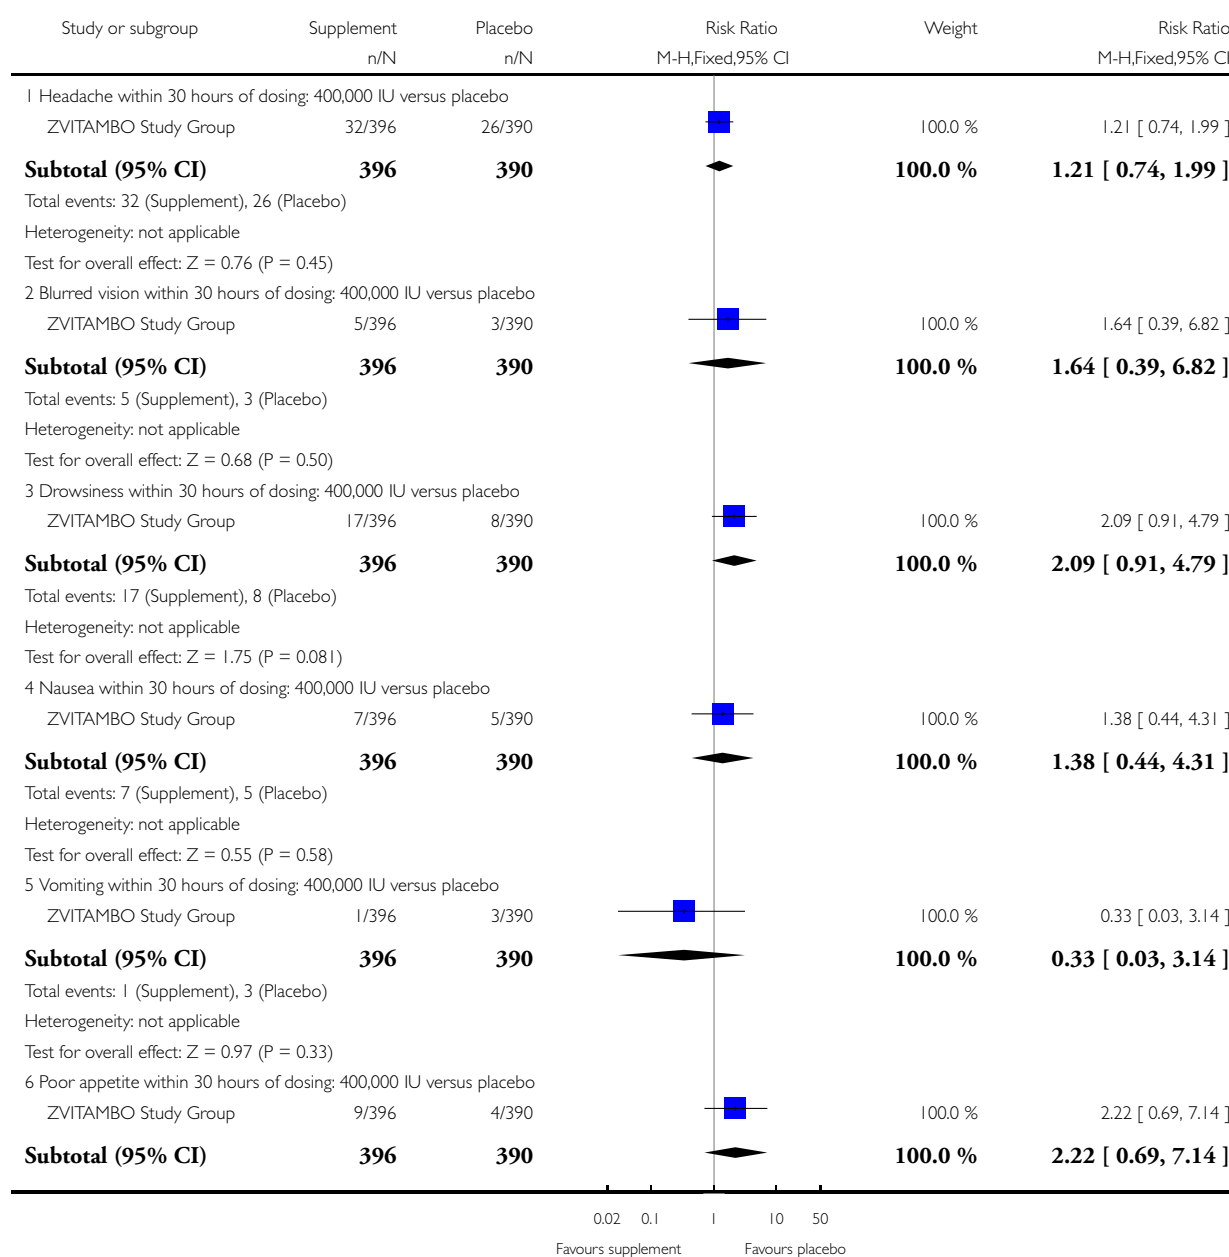 Study or subgroup Supplement Placebo Risk Ratio Weight Risk Ratio
n/N n/N M-H,Fixed,95% CI M-H,Fixed,95% CI
1 Headache within 30 hours of dosing: 400,000 IU versus placebo
ZVITAMBO Study Group 32/396 26/390 100.0 % 1.21 [ 0.74, 1.99 ]
Subtotal (95% CI) 396 390 100.0 % 1.21 [ 0.74, 1.99 ]
Total events: 32 (Supplement), 26 (Placebo)
Heterogeneity: not applicable
Test for overall effect: Z = 0.76 (P = 0.45)
2 Blurred vision within 30 hours of dosing: 400,000 IU versus placebo
ZVITAMBO Study Group 5/396 3/390 100.0 % 1.64 [ 0.39, 6.82 ]
Subtotal (95% CI) 396 390 100.0 % 1.64 [ 0.39, 6.82 ]
Total events: 5 (Supplement), 3 (Placebo)
Heterogeneity: not applicable
Test for overall effect: Z = 0.68 (P = 0.50)
3 Drowsiness within 30 hours of dosing: 400,000 IU versus placebo
ZVITAMBO Study Group 17/396 8/390 100.0 % 2.09 [ 0.91, 4.79 ]
Subtotal (95% CI) 396 390 100.0 % 2.09 [ 0.91, 4.79 ]
Total events: 17 (Supplement), 8 (Placebo)
Heterogeneity: not applicable
Test for overall effect: Z = 1.75 (P = 0.081)
4 Nausea within 30 hours of dosing: 400,000 IU versus placebo
ZVITAMBO Study Group 7/396 5/390 100.0 % 1.38 [ 0.44, 4.31 ]
Subtotal (95% CI) 396 390 100.0 % 1.38 [ 0.44, 4.31 ]
Total events: 7 (Supplement), 5 (Placebo)
Heterogeneity: not applicable
Test for overall effect: Z = 0.55 (P = 0.58)
5 Vomiting within 30 hours of dosing: 400,000 IU versus placebo
ZVITAMBO Study Group 1/396 3/390 100.0 % 0.33 [ 0.03, 3.14 ]
Subtotal (95% CI) 396 390 100.0 % 0.33 [ 0.03, 3.14 ]
Total events: 1 (Supplement), 3 (Placebo)
Heterogeneity: not applicable
Test for overall effect: Z = 0.97 (P = 0.33)
6 Poor appetite within 30 hours of dosing: 400,000 IU versus placebo
ZVITAMBO Study Group 9/396 4/390 100.0 % 2.22 [ 0.69, 7.14 ]
Subtotal (95% CI) 396 390 100.0 % 2.22 [ 0.69, 7.14 ]
0.02 0.1 1 10 50
Favours supplement Favours placebo